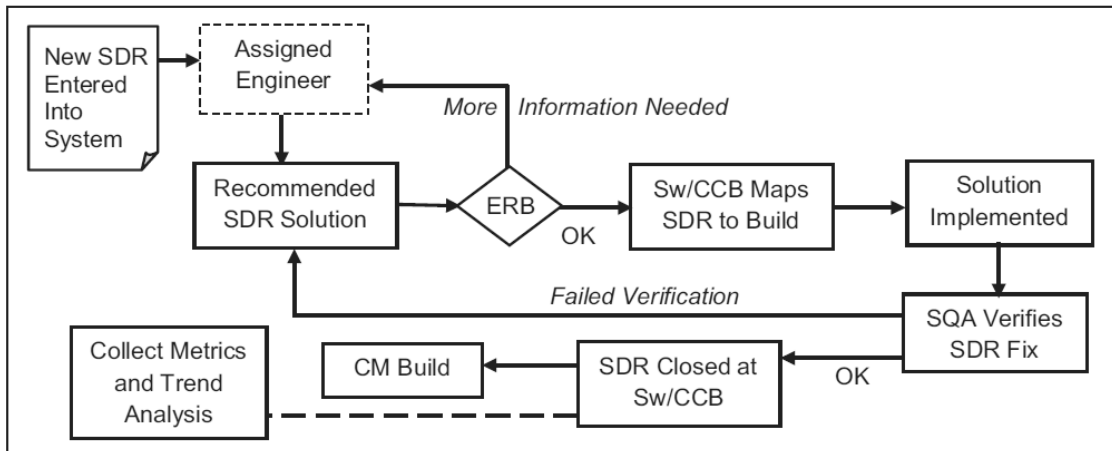 New SDR
Entered
Into
System
Assigned
Engineer
More Information Needed
Recommended
SDR Solution
ERB
OK
Sw/CCB Maps
SDR to Build
Solution
Implemented
Failed Verification
SQA Verifies
SDR Fix
OK
SDR Closed at
Sw/CCB
CM Build
Collect Metrics
and Trend
Analysis